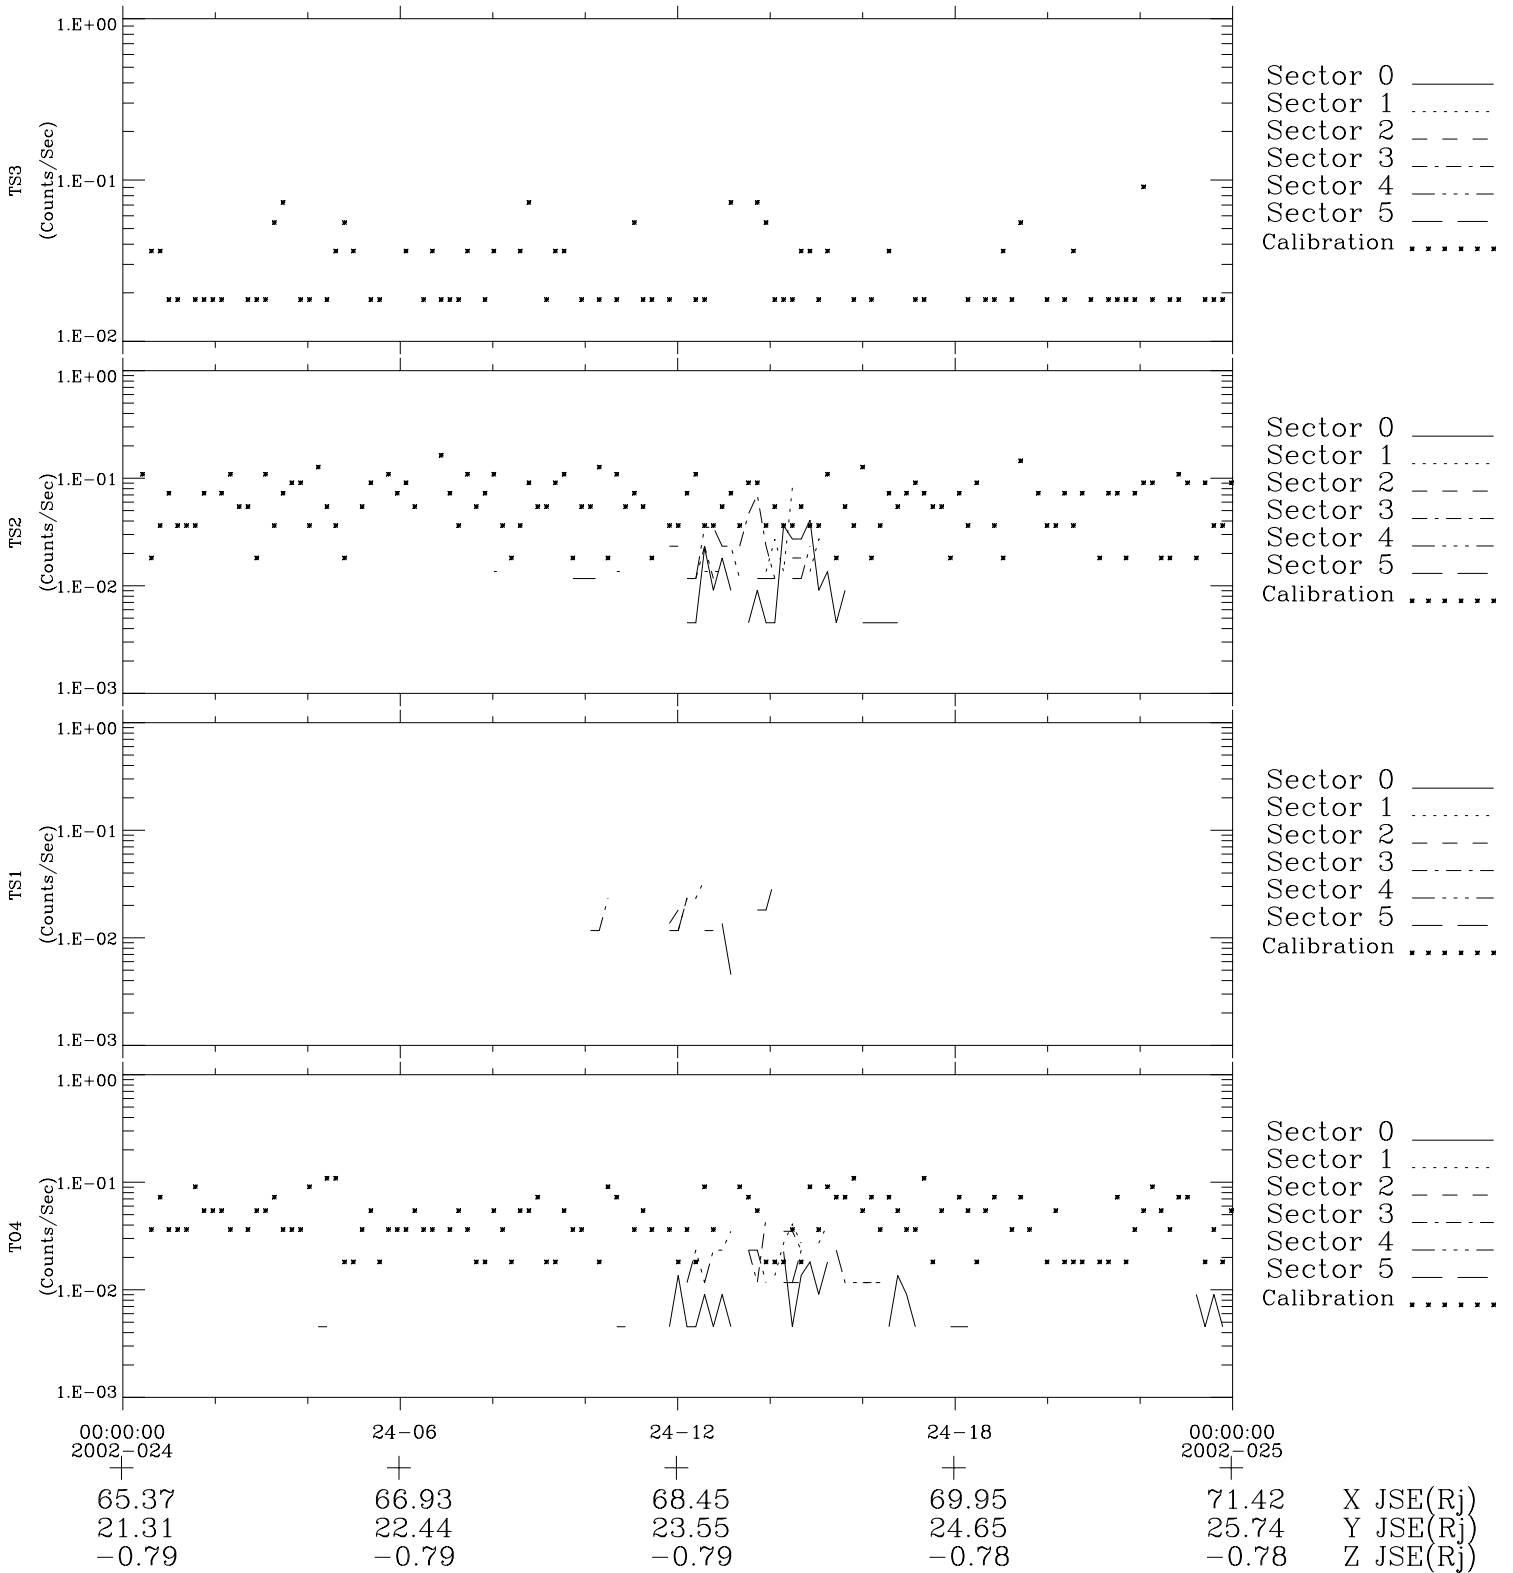 1.E+00
TS3
(Counts/Sec)
1.E-01
1.E-02
Sector 0
Sector 1
Sector 2
Sector 3
Sector 4
Sector 5
Calibration
1.E+00
TS2
(Counts/Sec)
1.E-01
1.E-02
1.E-03
Sector 0
Sector 1
Sector 2
Sector 3
Sector 4
Sector 5
Calibration
1.E+00
TS1
(Counts/Sec)
1.E-01
1.E-02
1.E-03
Sector 0
Sector 1
Sector 2
Sector 3
Sector 4
Sector 5
Calibration
1.E+00
T04
(Counts/Sec)
1.E-01
1.E-02
1.E-03
Sector 0
Sector 1
Sector 2
Sector 3
Sector 4
Sector 5
Calibration
00:00:00 24-06 24-12 24-18 00:00:00
2002-024 2002-025
65.37 66.93 68.45 69.95 71.42 X JSE(Rj)
21.31 22.44 23.55 24.65 25.74 Y JSE(Rj)
-0.79 -0.79 -0.79 -0.78 -0.78 Z JSE(Rj)